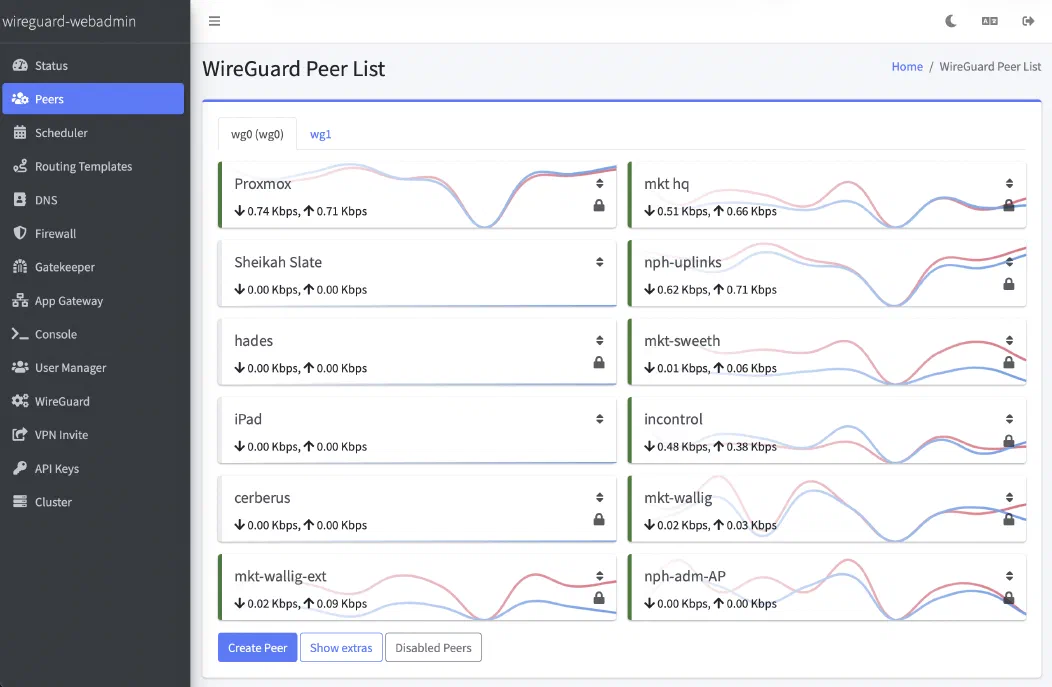 wireguard-webadmin
Status
Peers
Scheduler
Routing Templates
DNS
Firewall
Gatekeeper
App Gateway
Console
User Manager
WireGuard
VPN Invite
API Keys
Cluster
WireGuard Peer List
Home / WireGuard Peer List
wg0 (wg0)
wg1
Proxmox
0.74 Kbps, 0.71 Kbps
mkt hq
0.51 Kbps, 0.66 Kbps
Sheikah Slate
0.00 Kbps, 0.00 Kbps
nph-uplinks
0.62 Kbps, 0.71 Kbps
hades
0.00 Kbps, 0.00 Kbps
mkt-sweeth
0.01 Kbps, 0.06 Kbps
iPad
0.00 Kbps, 0.00 Kbps
incontrol
0.48 Kbps, 0.38 Kbps
cerberus
0.00 Kbps, 0.00 Kbps
mkt-wallig
0.02 Kbps, 0.03 Kbps
mkt-wallig-ext
0.02 Kbps, 0.09 Kbps
nph-adm-AP
0.00 Kbps, 0.00 Kbps
Create Peer
Show extras
Disabled Peers